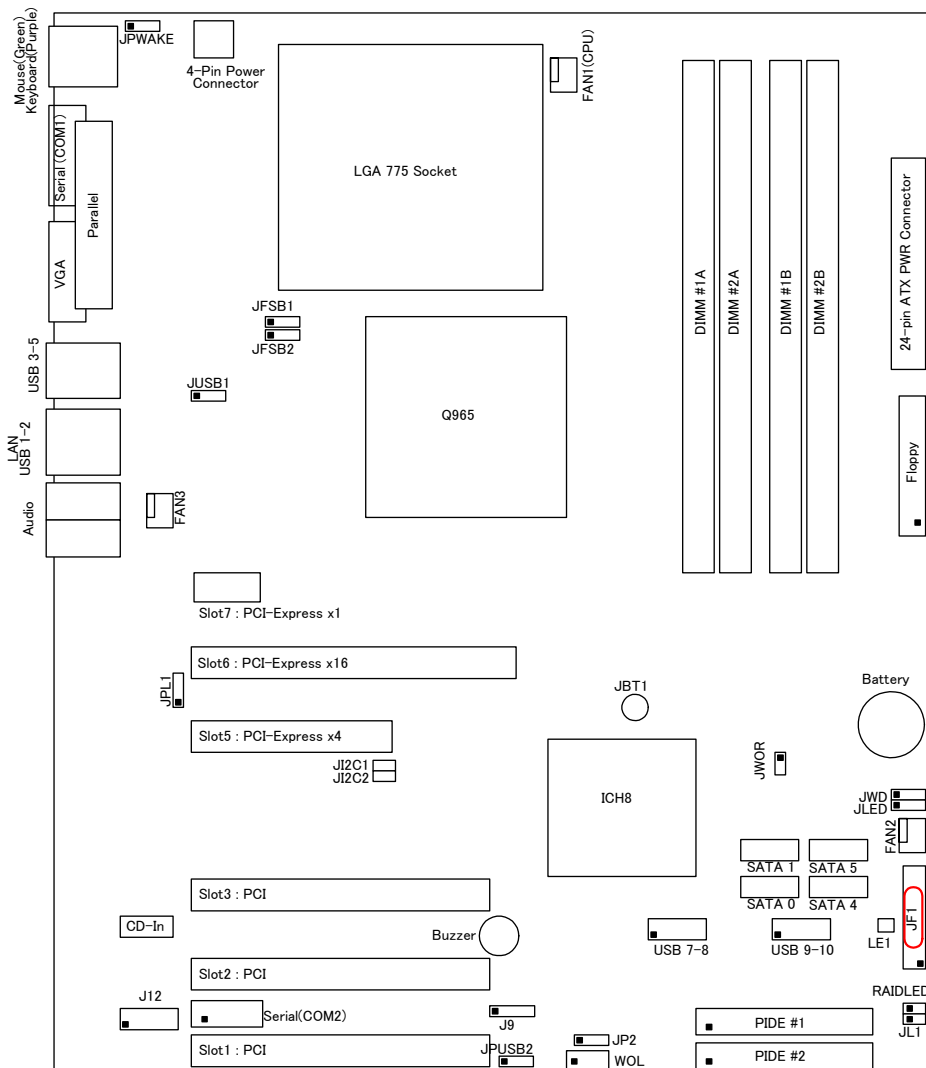 Mouse(Green)
Keyboard(Purple)
JPWAKE
4-Pin Power
Connector
FAN1(CPU)
Serial (COM1)
Parallel
VGA
LGA 775 Socket
DIMM #1A
DIMM #2A
DIMM #1B
DIMM #2B
24-pin ATX PWR Connector
JFSB1
JFSB2
USB 3-5
JUSB1
Q965
LAN
USB 1-2
Floppy
Audio
FAN3
Slot7 : PCI-Express x1
Slot6 : PCI-Express x16
JPL1
JBT1
Battery
Slot5 : PCI-Express x4
JI2C1
JI2C2
JWOR
ICH8
JWD
JLED
FAN2
SATA 1
SATA 5
SATA 0
SATA 4
Slot3 : PCI
CD-In
Buzzer
USB 7-8
USB 9-10
LE1
JF1
Slot2 : PCI
J12
Serial(COM2)
J9
RAIDLED
JL1
PIDE #1
Slot1 : PCI
JPUSB2
JP2
WOL
PIDE #2